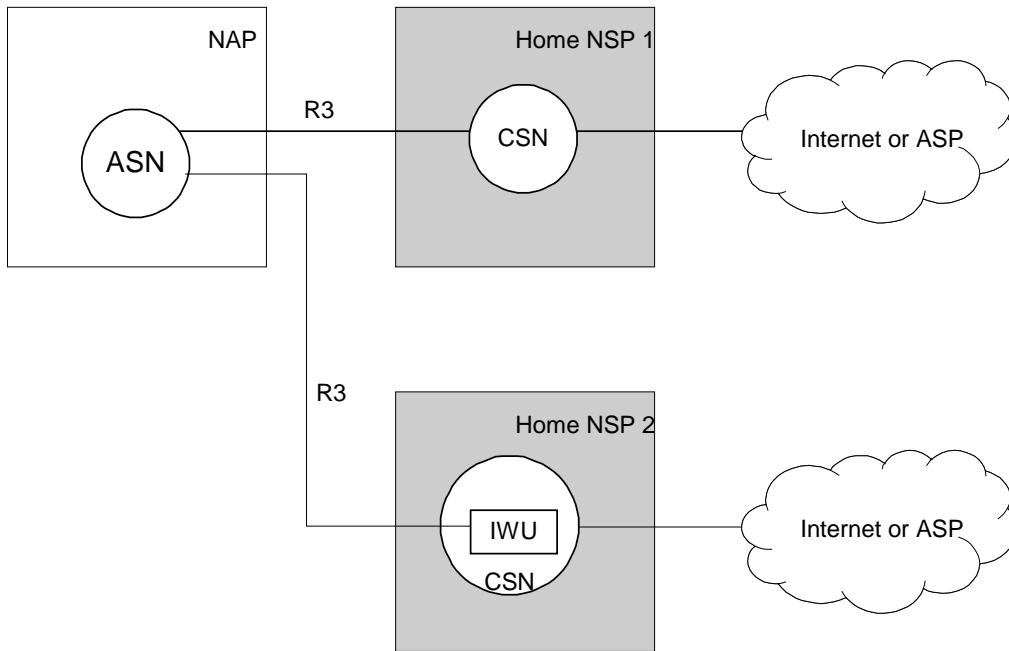 NAP
Home NSP 1
R3
ASN
CSN
Internet or ASP
R3
Home NSP 2
IWU
CSN
Internet or ASP